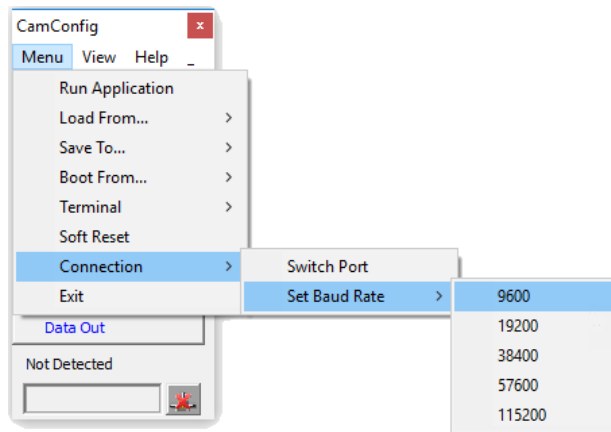 CamConfig
Menu View Help _
Run Application
Load From...
Save To...
Boot From...
Terminal
Soft Reset
Connection
Exit
Switch Port
Set Baud Rate
9600
19200
38400
57600
115200
Data Out
Not Detected